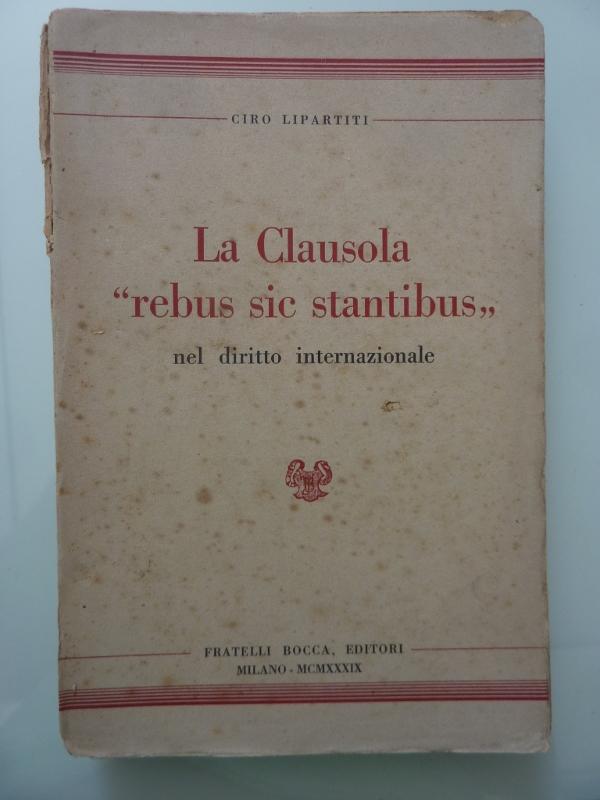 CIRO LIPARTITI
La Clausola
“rebus sic stantibus„
nel diritto internazionale
FRATELLI BOCCA, EDITORI
MILANO - MCMXXXIX